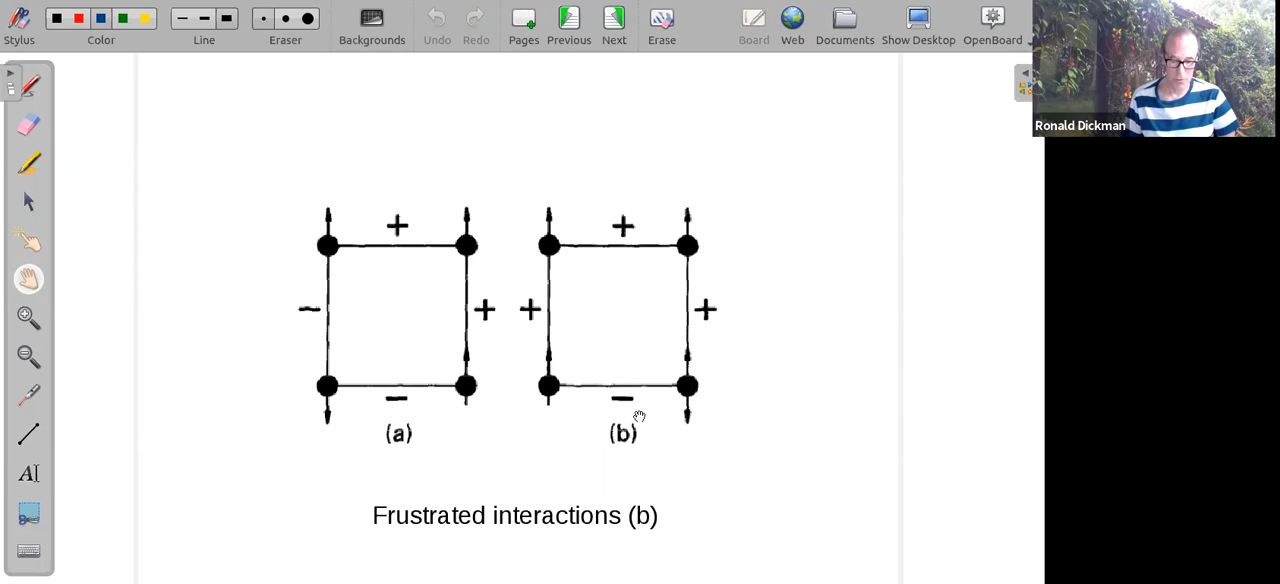 Stylus Color Line Eraser Backgrounds Undo Redo Pages Previous Next Erase Board Web Documents Show Desktop OpenBoard
Ronald Dickman
+ +
− + + +
− −
(a) (b)
Frustrated interactions (b)
A